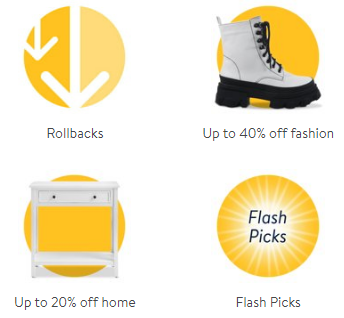 Rollbacks
Up to 40% off fashion
Flash
Picks
Up to 20% off home
Flash Picks